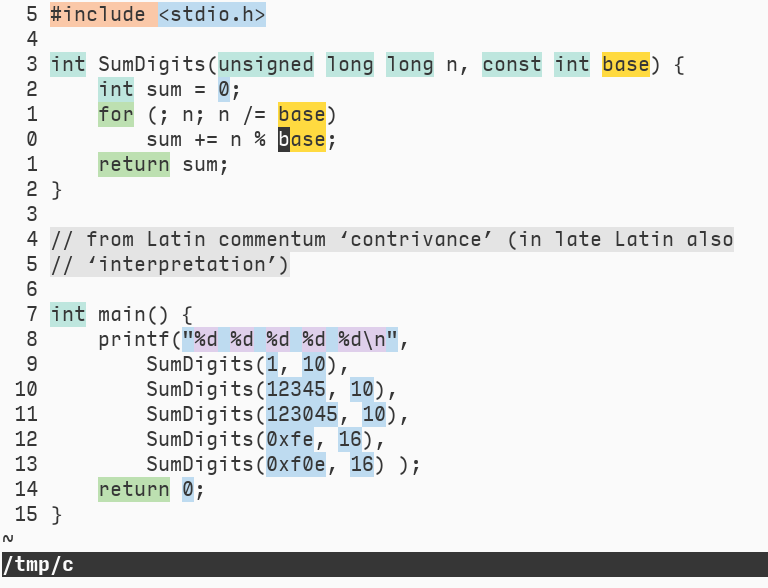 5 #include <stdio.h>
4
3 int SumDigits(unsigned long long n, const int base) {
2     int sum = 0;
1     for (; n; n /= base)
0         sum += n % base;
1     return sum;
2 }
3
4 // from Latin commentum ‘contrivance’ (in late Latin also
5 // ‘interpretation’)
6
7 int main() {
8     printf("%d %d %d %d %d\n",
9         SumDigits(1, 10),
10         SumDigits(12345, 10),
11         SumDigits(123045, 10),
12         SumDigits(0xfe, 16),
13         SumDigits(0xf0e, 16) );
14     return 0;
15 }
~
/tmp/c